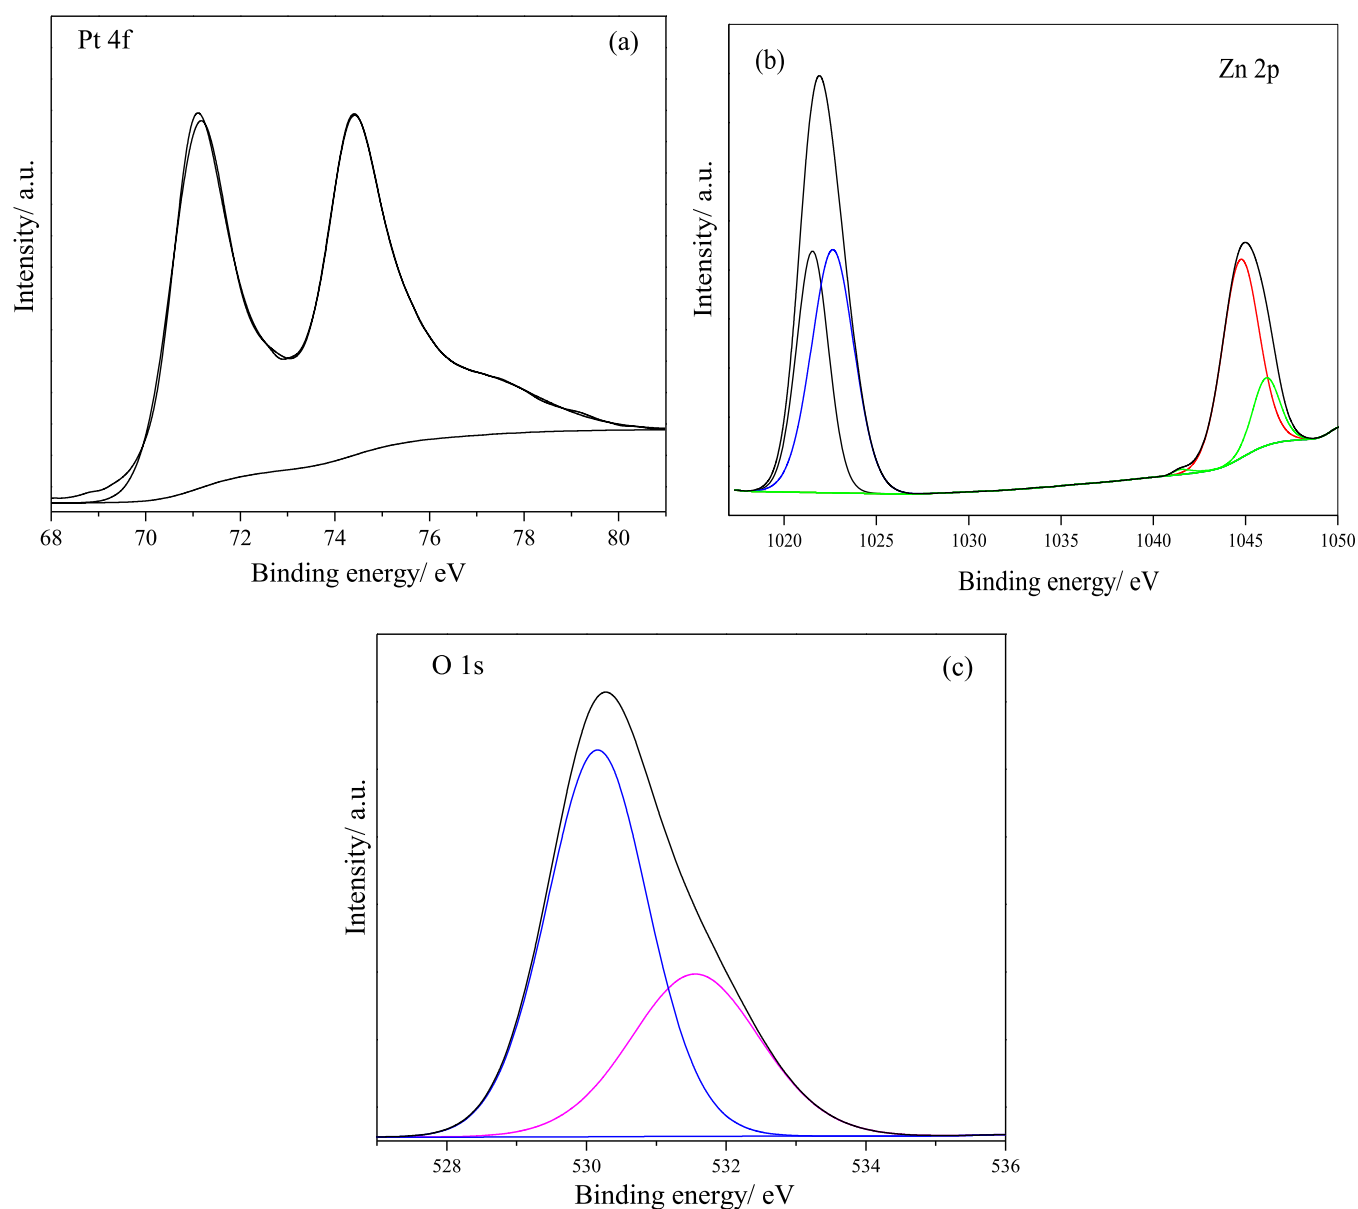 Pt 4f
(a)
Intensity/ a.u.
68 70 72 74 76 78 80
Binding energy/ eV
(b)
Zn 2p
Intensity/ a.u.
1020 1025 1030 1035 1040 1045 1050
Binding energy/ eV
O 1s
(c)
Intensity/ a.u.
528 530 532 534 536
Binding energy/ eV